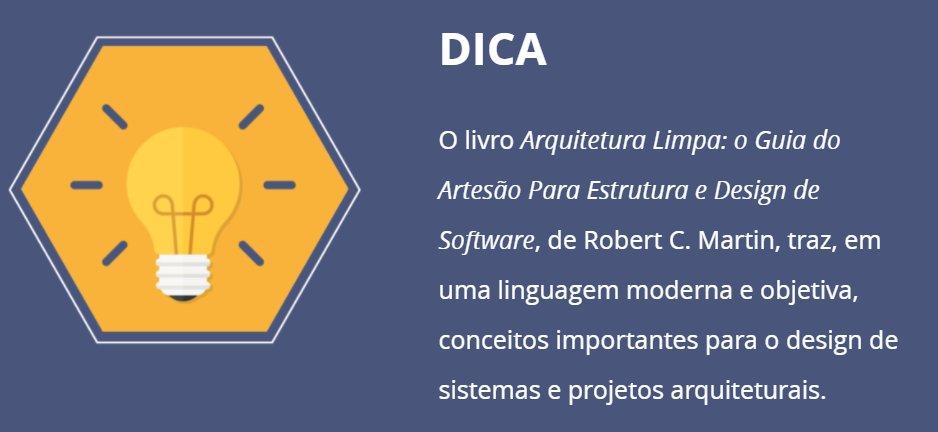 DICA
O livro Arquitetura Limpa: o Guia do
Artesão Para Estrutura e Design de
Software, de Robert C. Martin, traz, em
uma linguagem moderna e objetiva,
conceitos importantes para o design de
sistemas e projetos arquiteturais.